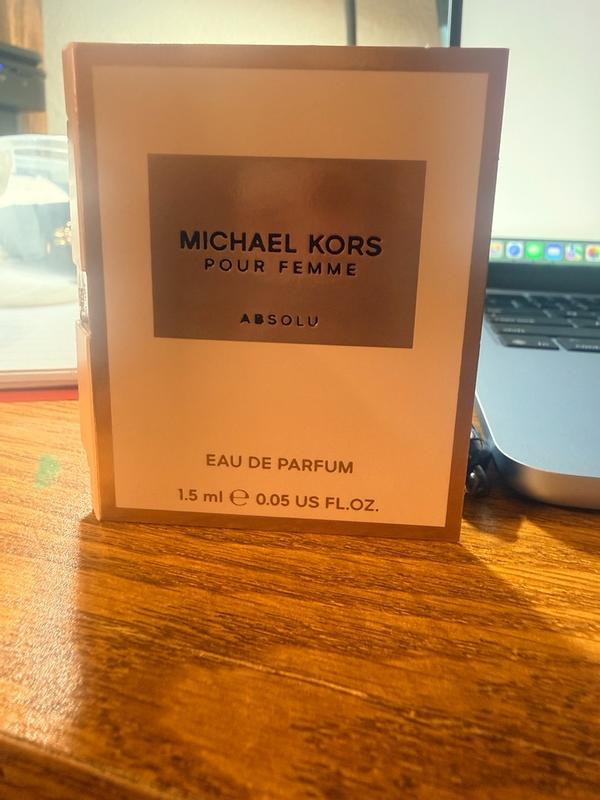 MICHAEL KORS
POUR FEMME
ABSOLU
EAU DE PARFUM
1.5 ml ℮ 0.05 US FL.OZ.